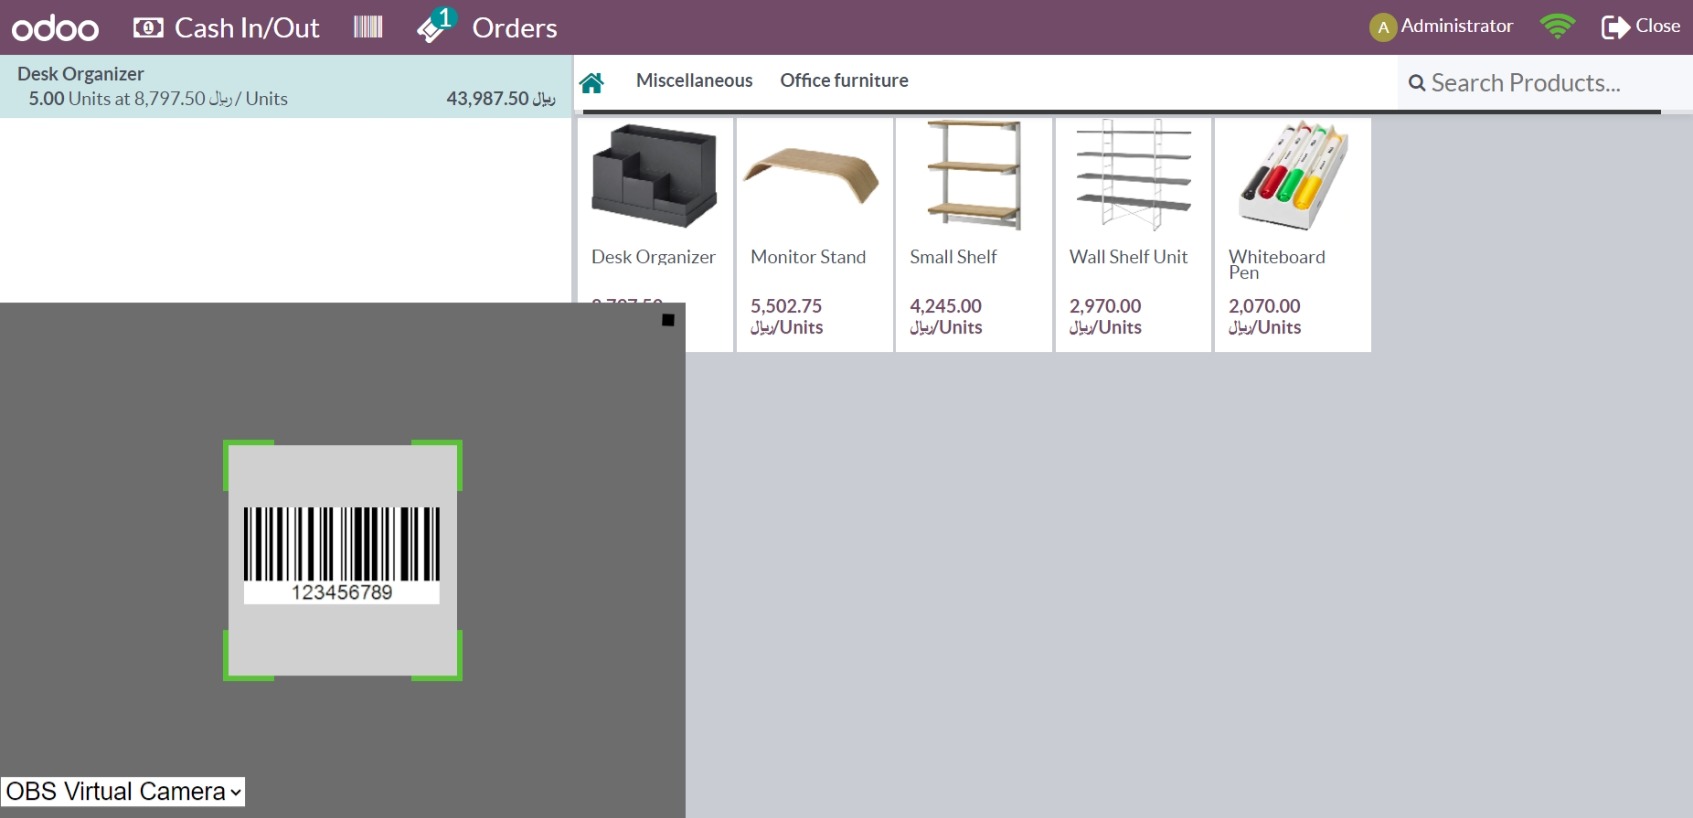 odoo Cash In/Out 1 Orders A Administrator Close
Desk Organizer
5.00 Units at 8,797.50 ریال / Units 43,987.50 ریال
Miscellaneous Office furniture Search Products...
Desk Organizer
Monitor Stand
5,502.75
ریال/Units
Small Shelf
4,245.00
ریال/Units
Wall Shelf Unit
2,970.00
ریال/Units
Whiteboard
Pen
2,070.00
ریال/Units
123456789
OBS Virtual Camera